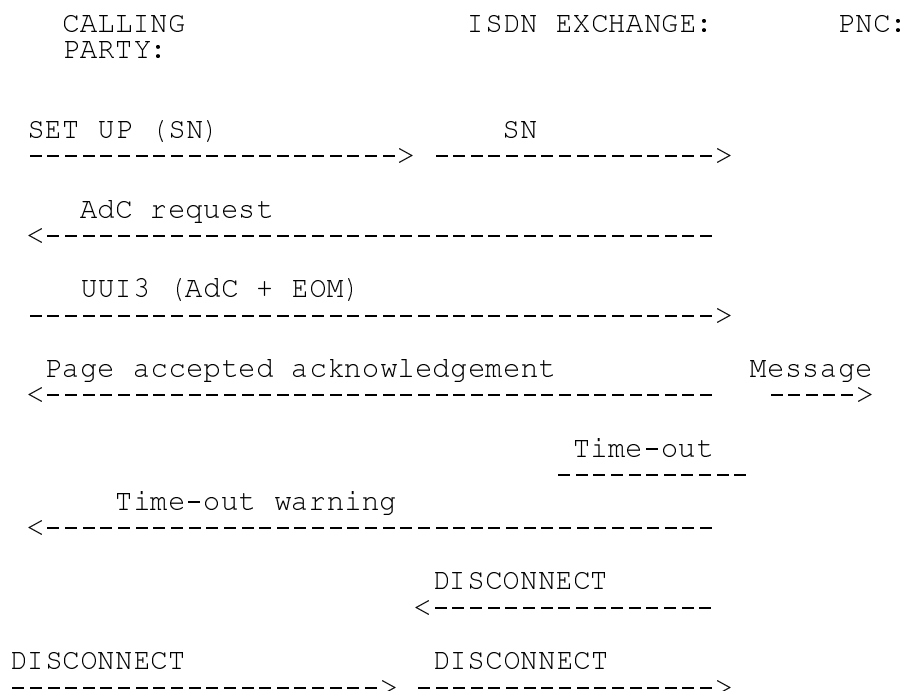 CALLING ISDN EXCHANGE: PNC:
PARTY:
SET UP (SN) SN
---------------------> ---------------->
AdC request
<--------------------------------------
UUI3 (AdC + EOM)
--------------------------------------->
Page accepted acknowledgement Message
<-------------------------------------- ----->
Time-out
-----------
Time-out warning
<--------------------------------------
DISCONNECT
<----------------
DISCONNECT DISCONNECT
---------------------> ----------------->